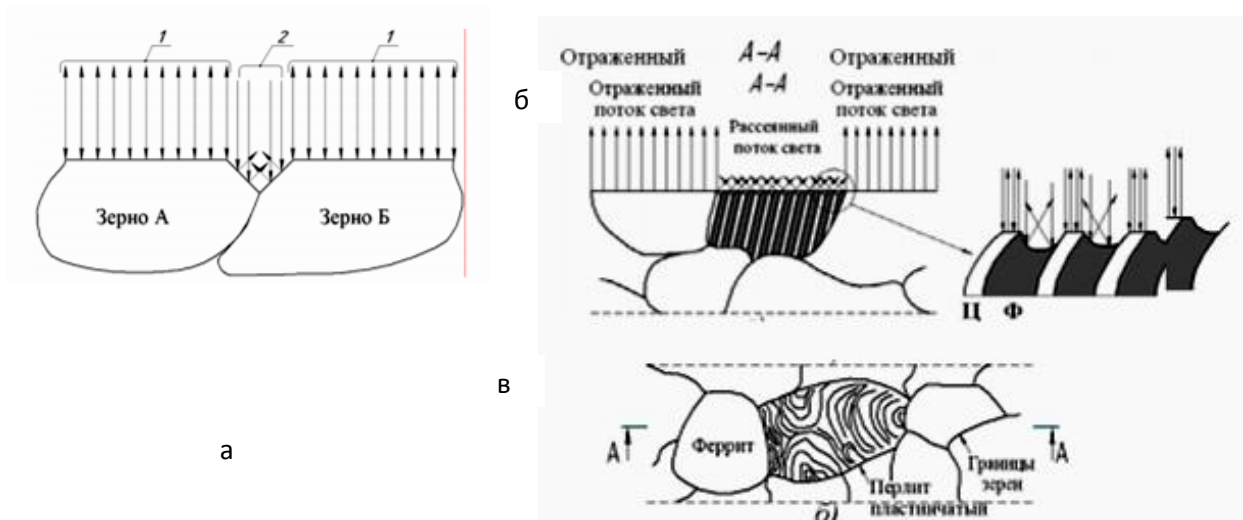 1
2
1
Зерно А
Зерно Б
а
б
Отраженный
А-А
Отраженный
А-А
Отраженный
поток света
Отраженный
поток света
Рассеянный
поток света
Ц Ф
в
А
Феррит
Перлит
пластинчатый
Границы
зерен
А
б)